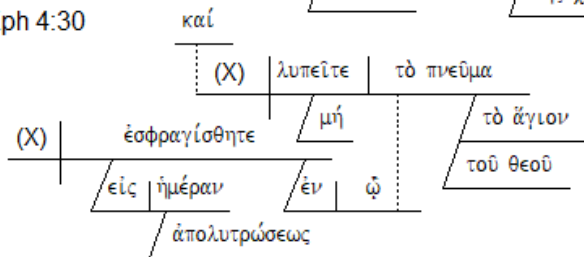 ph 4:30
καί
(X) λυπεῖτε τὸ πνεῦμα
μή τὸ ἅγιον
(X) ἐσφραγίσθητε
τοῦ θεοῦ
εἰς ἡμέραν ἐν ᾧ
ἀπολυτρώσεως